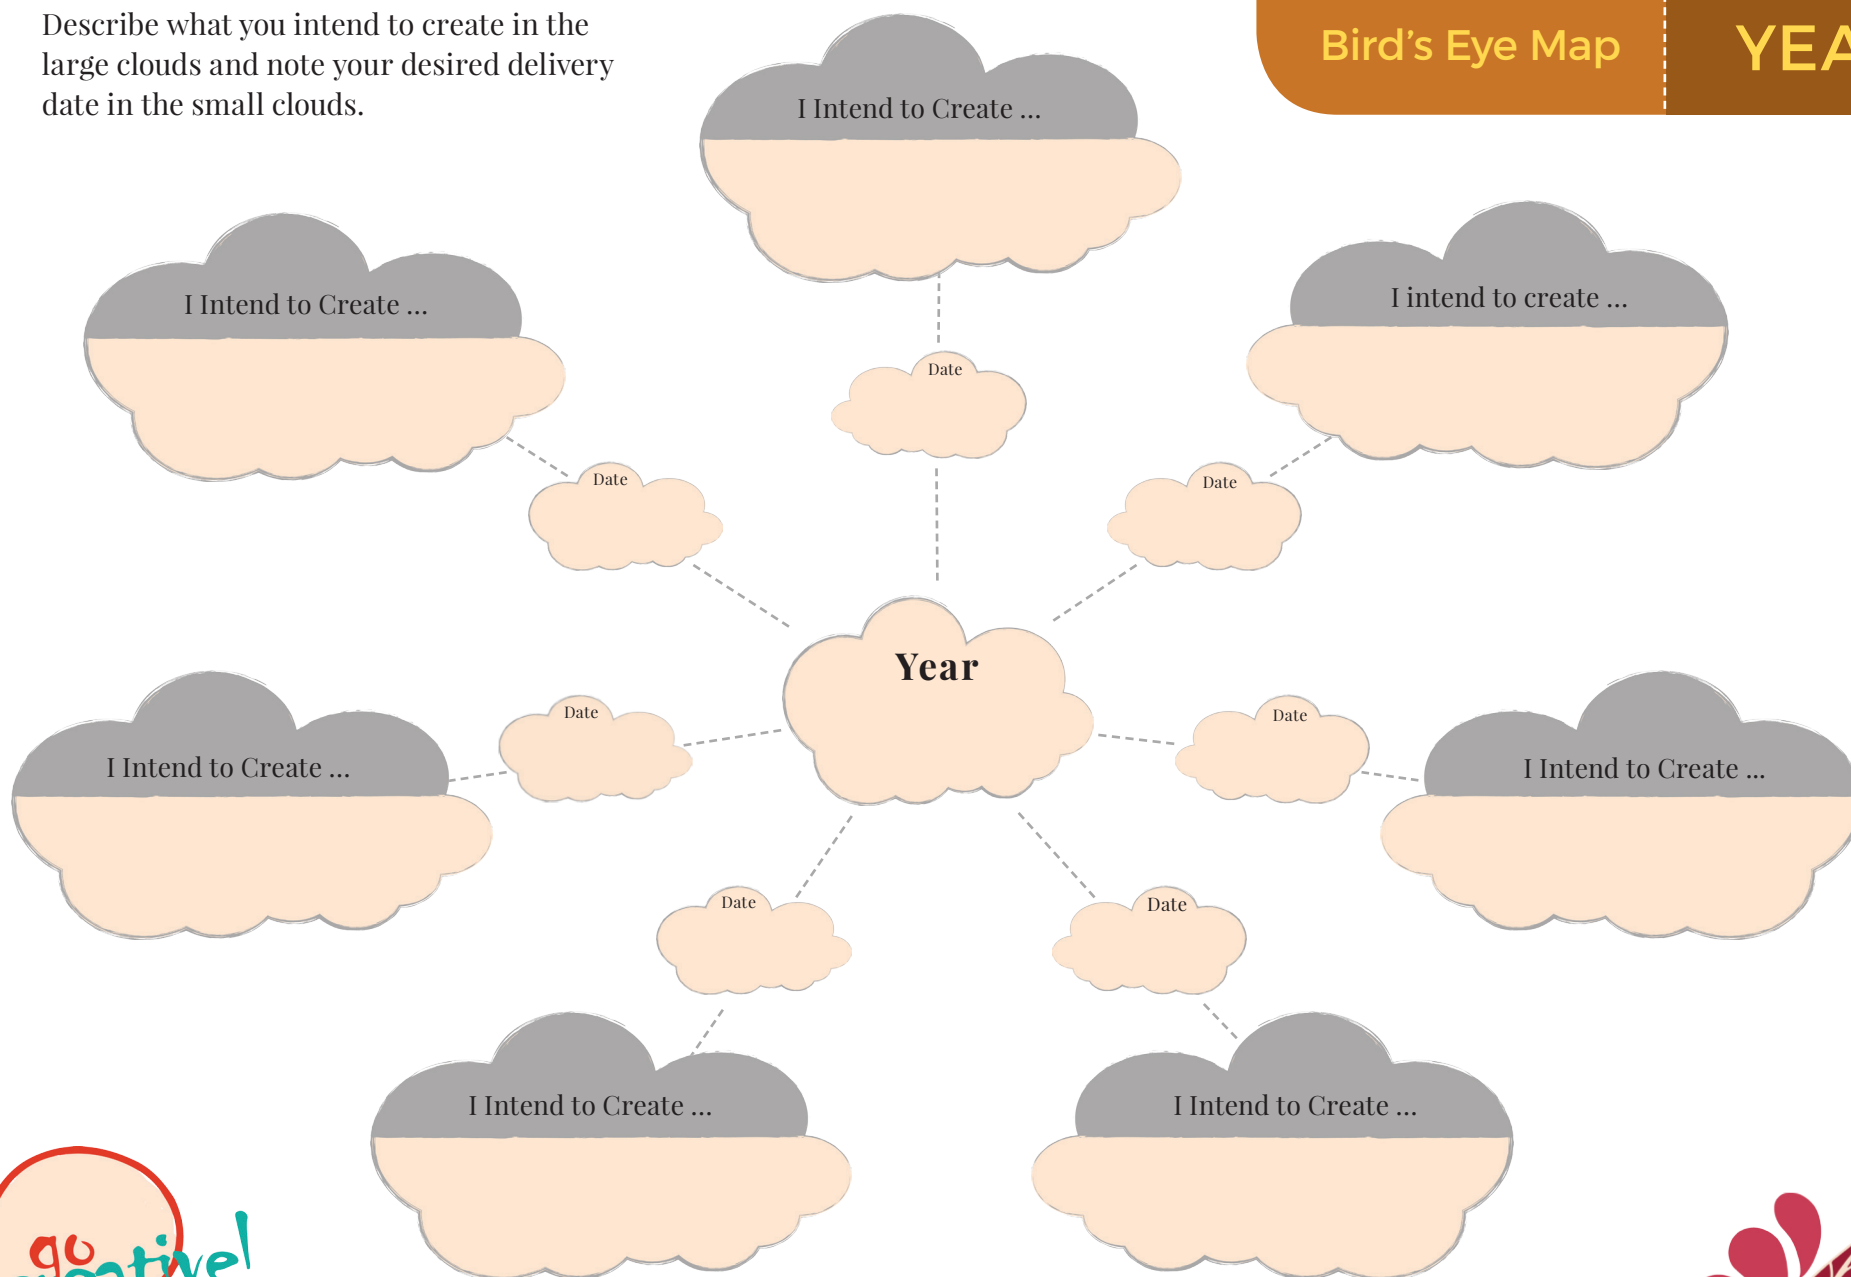 Describe what you intend to create in the
large clouds and note your desired delivery
date in the small clouds.
Bird's Eye Map
I Intend to Create ...
I Intend to Create ...
I intend to create ...
Date
Date
Date
Year
Date
Date
I Intend to Create ...
I Intend to Create ...
Date
Date
I Intend to Create ...
I Intend to Create ...
go